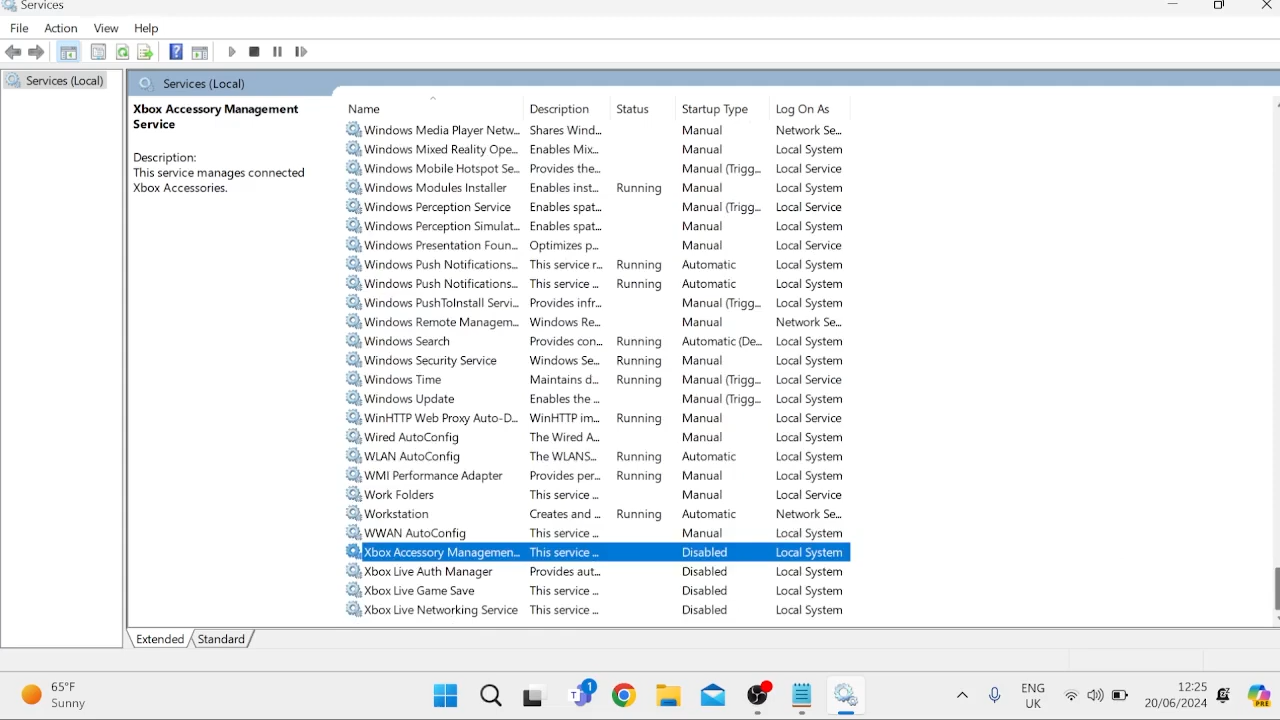 Services
File Action View Help
Services (Local)
Services (Local)
Xbox Accessory Management
Service
Description:
This service manages connected
Xbox Accessories.
Name Description Status Startup Type Log On As
Windows Media Player Netw... Shares Wind... Manual Network Se...
Windows Mixed Reality Ope... Enables Mix... Manual Local System
Windows Mobile Hotspot Se... Provides the... Manual (Trigg... Local Service
Windows Modules Installer Enables inst... Running Manual Local System
Windows Perception Service Enables spat... Manual (Trigg... Local Service
Windows Perception Simulat... Enables spat... Manual Local System
Windows Presentation Foun... Optimizes p... Manual Local Service
Windows Push Notifications... This service r... Running Automatic Local System
Windows Push Notifications... This service ... Running Automatic Local System
Windows PushToInstall Servi... Provides infr... Manual (Trigg... Local System
Windows Remote Managem... Windows Re... Manual Network Se...
Windows Search Provides con... Running Automatic (De... Local System
Windows Security Service Windows Se... Running Manual Local System
Windows Time Maintains d... Running Manual (Trigg... Local Service
Windows Update Enables the ... Manual (Trigg... Local System
WinHTTP Web Proxy Auto-D... WinHTTP im... Running Manual Local Service
Wired AutoConfig The Wired A... Manual Local System
WLAN AutoConfig The WLANS... Running Automatic Local System
WMI Performance Adapter Provides per... Running Manual Local System
Work Folders This service ... Manual Local Service
Workstation Creates and ... Running Automatic Network Se...
WWAN AutoConfig This service ... Manual Local System
Xbox Accessory Managemen... This service ... Disabled Local System
Xbox Live Auth Manager Provides aut... Disabled Local System
Xbox Live Game Save This service ... Disabled Local System
Xbox Live Networking Service This service ... Disabled Local System
Extended Standard
65°F
Sunny
1
ENG
UK
12:25
20/06/2024
PRE